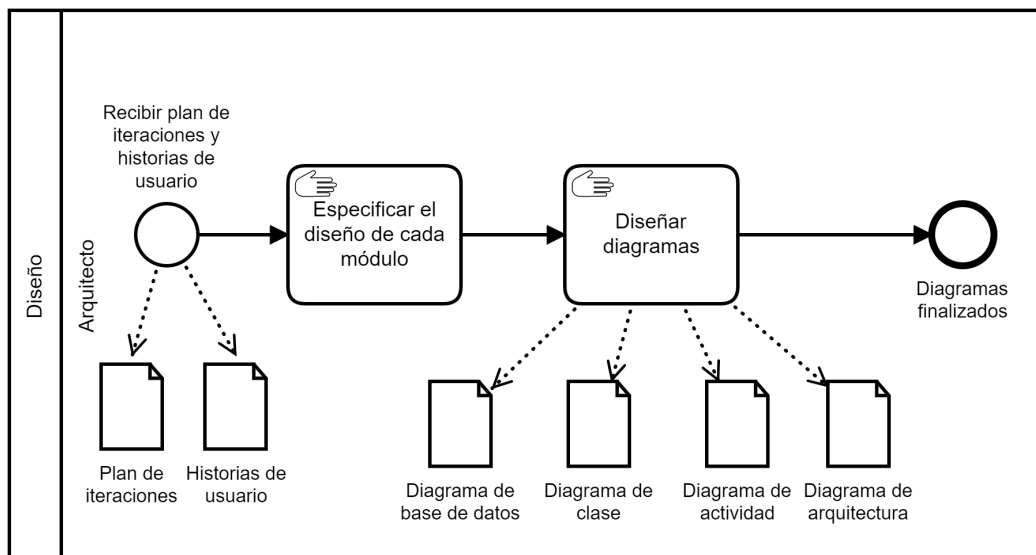 Diseño
Arquitecto
Recibir plan de
iteraciones y
historias de
usuario
Especificar el
diseño de cada
módulo
Diseñar
diagramas
Diagramas
finalizados
Plan de
iteraciones
Historias de
usuario
Diagrama de
base de datos
Diagrama de
clase
Diagrama de
actividad
Diagrama de
arquitectura